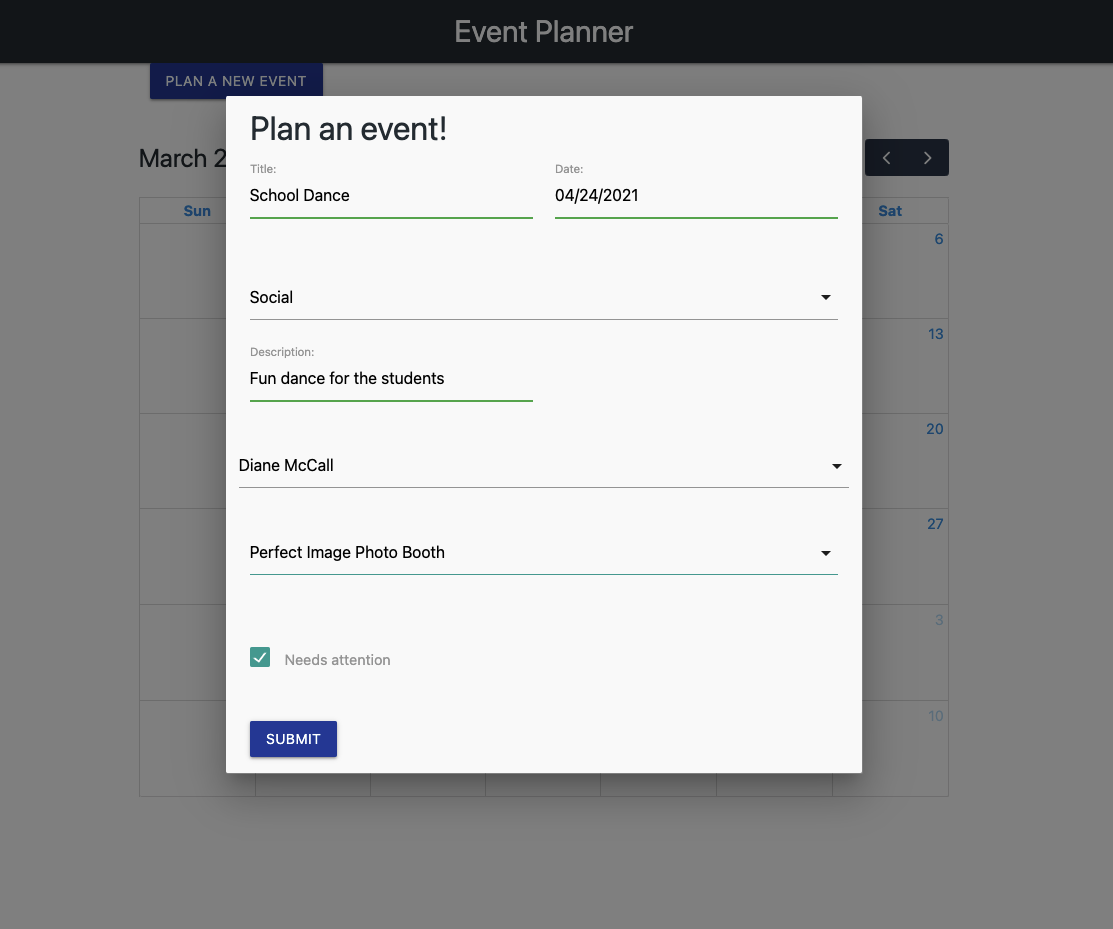 Event Planner
PLAN A NEW EVENT
Plan an event!
March 2
Title:
Date:
School Dance
04/24/2021
Sun
Sat
6
Social
13
Description:
Fun dance for the students
20
Diane McCall
27
Perfect Image Photo Booth
3
Needs attention
10
SUBMIT